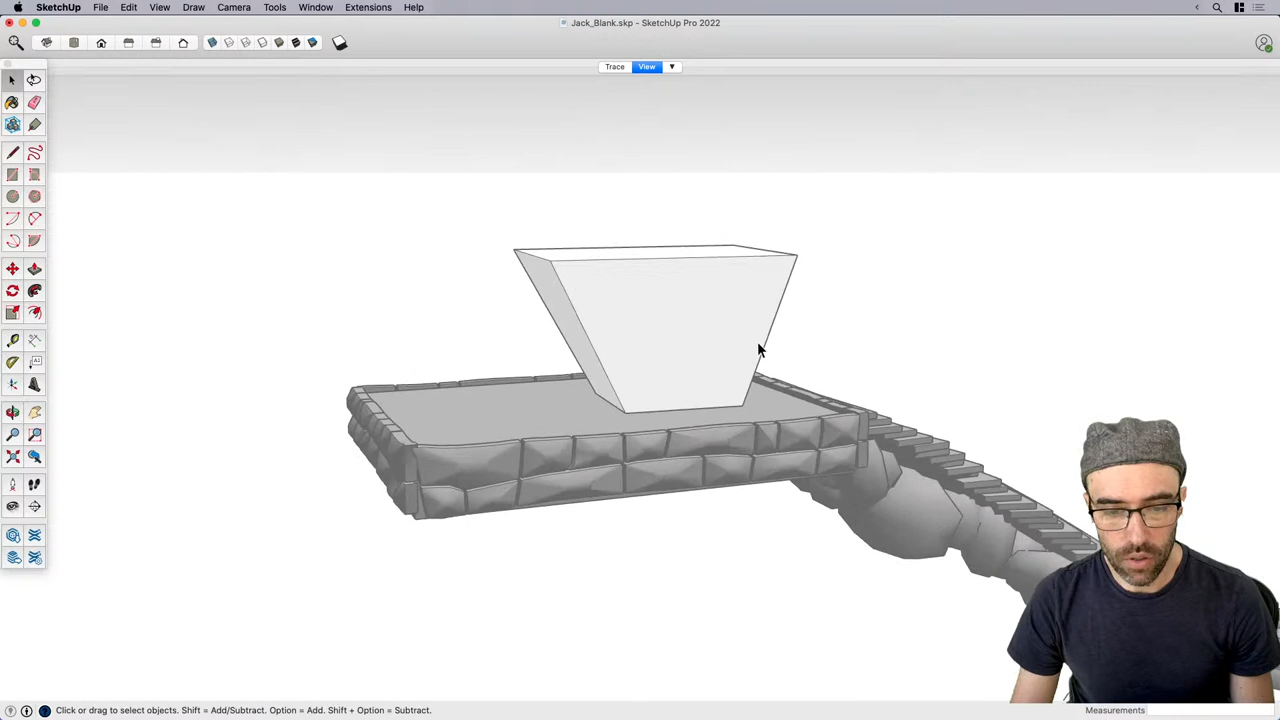 SketchUp File Edit View Draw Camera Tools Window Extensions Help
Jack_Blank.skp - SketchUp Pro 2022
Trace View ▼
Click or drag to select objects. Shift = Add/Subtract. Option = Add. Shift + Option = Subtract.
Measurements